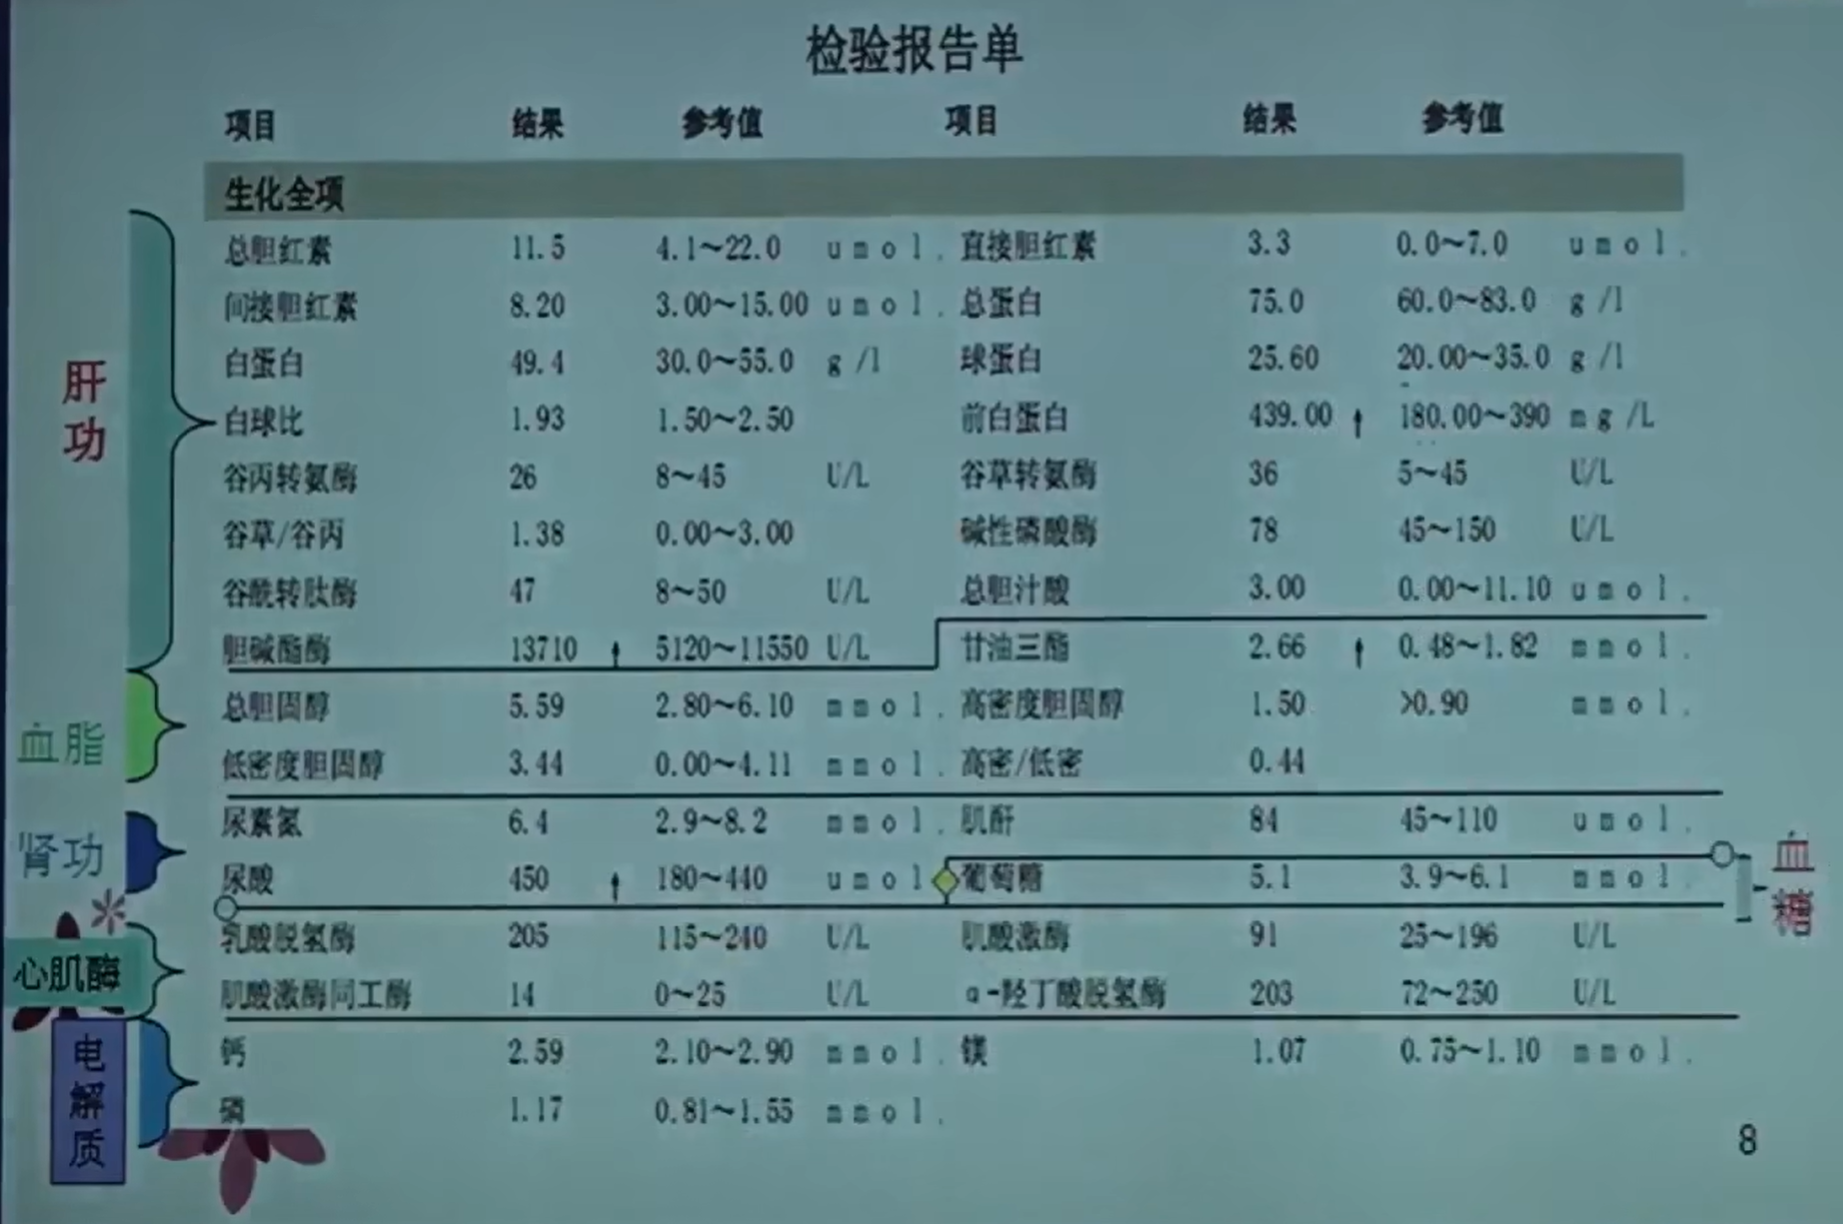 检验报告单
项目 结果 参考值 项目 结果 参考值
生化全项
总胆红素 11.5 4.1~22.0 umol. 直接胆红素 3.3 0.0~7.0 umol.
间接胆红素 8.20 3.00~15.00 umol. 总蛋白 75.0 60.0~83.0 g/l
白蛋白 49.4 30.0~55.0 g/l 球蛋白 25.60 20.00~35.0 g/l
肝功
白球比 1.93 1.50~2.50 前白蛋白 439.00 ↑ 180.00~390 mg/L
谷丙转氨酶 26 8~45 U/L 谷草转氨酶 36 5~45 U/L
谷草/谷丙 1.38 0.00~3.00 碱性磷酸酶 78 45~150 U/L
谷酰转肽酶 47 8~50 U/L 总胆汁酸 3.00 0.00~11.10 umol.
胆碱酯酶 13710 ↑ 5120~11550 U/L 甘油三酯 2.66 ↑ 0.48~1.82 mmol.
总胆固醇 5.59 2.80~6.10 mmol. 高密度胆固醇 1.50 >0.90 mmol.
血脂
低密度胆固醇 3.44 0.00~4.11 mmol. 高密/低密 0.44
尿素氮 6.4 2.9~8.2 mmol. 肌酐 84 45~110 umol.
肾功
尿酸 450 ↑ 180~440 umol 葡萄糖 5.1 3.9~6.1 mmol
血糖
乳酸脱氢酶 205 115~240 U/L 肌酸激酶 91 25~196 U/L
心肌酶
肌酸激酶同工酶 14 0~25 U/L α-羟丁酸脱氢酶 203 72~250 U/L
电解质
钙 2.59 2.10~2.90 mmol. 镁 1.07 0.75~1.10 mmol.
磷 1.17 0.81~1.55 mmol.
8